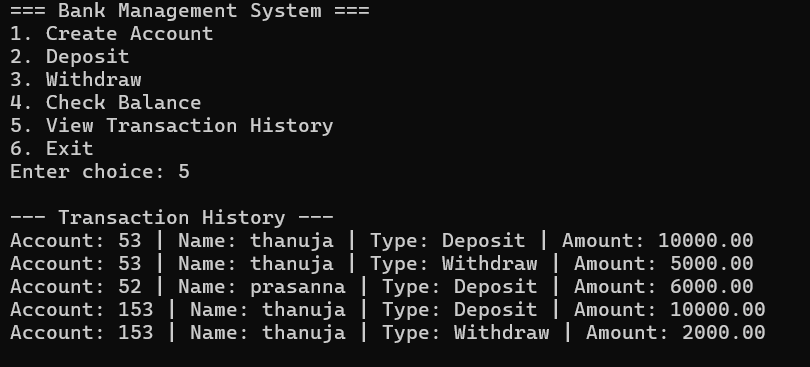 === Bank Management System ===
1. Create Account
2. Deposit
3. Withdraw
4. Check Balance
5. View Transaction History
6. Exit
Enter choice: 5
--- Transaction History ---
Account: 53 | Name: thanuja | Type: Deposit | Amount: 10000.00
Account: 53 | Name: thanuja | Type: Withdraw | Amount: 5000.00
Account: 52 | Name: prasanna | Type: Deposit | Amount: 6000.00
Account: 153 | Name: thanuja | Type: Deposit | Amount: 10000.00
Account: 153 | Name: thanuja | Type: Withdraw | Amount: 2000.00